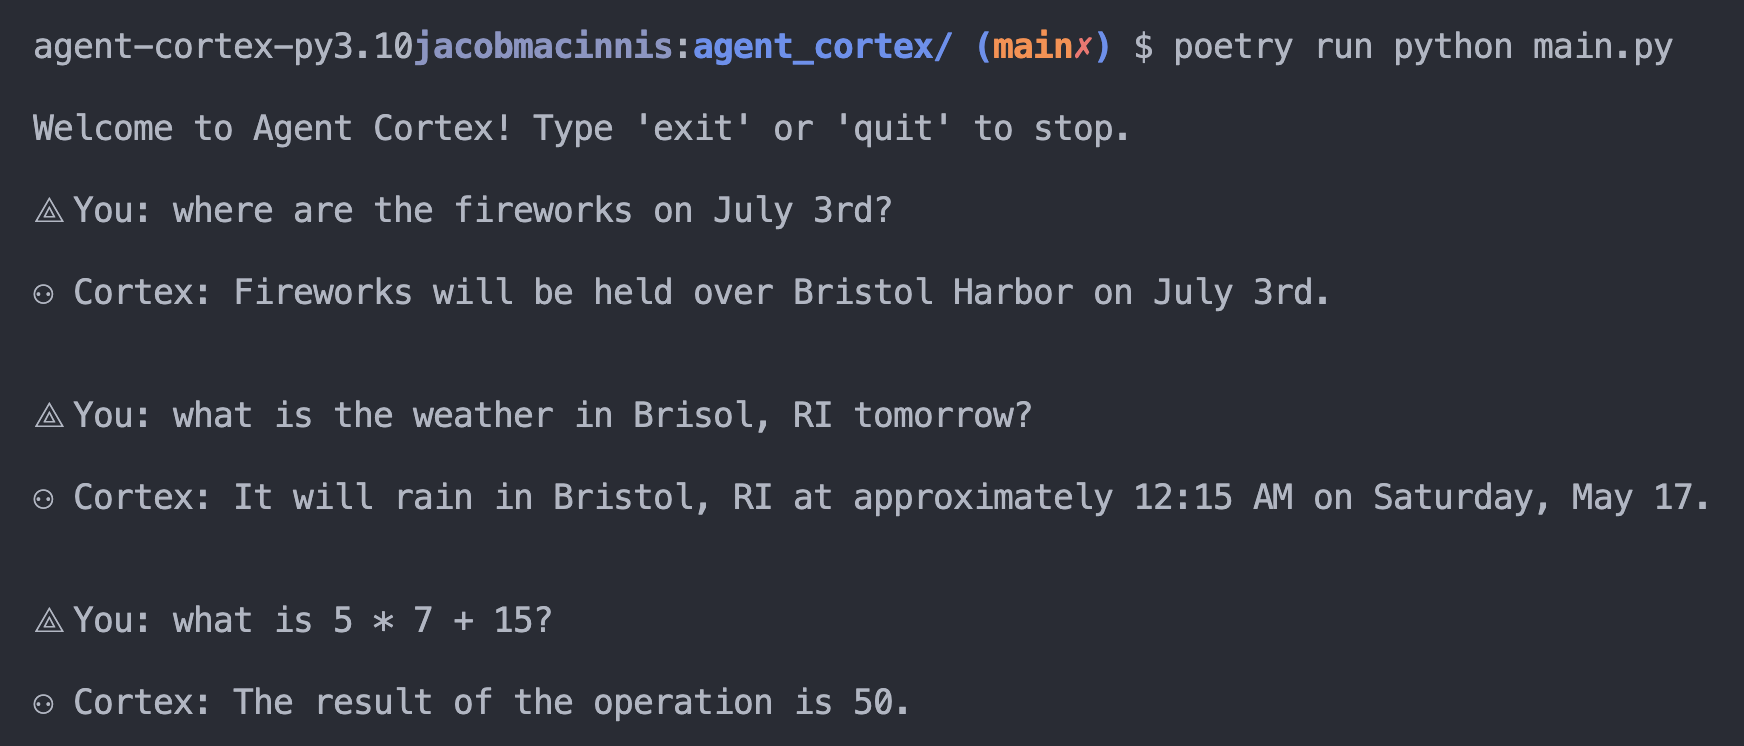 agent-cortex-py3.10jacobmacinnis:agent_cortex/ (main✗) $ poetry run python main.py
Welcome to Agent Cortex! Type 'exit' or 'quit' to stop.
⟁ You: where are the fireworks on July 3rd?
⚇ Cortex: Fireworks will be held over Bristol Harbor on July 3rd.
⟁ You: what is the weather in Brisol, RI tomorrow?
⚇ Cortex: It will rain in Bristol, RI at approximately 12:15 AM on Saturday, May 17.
⟁ You: what is 5 * 7 + 15?
⚇ Cortex: The result of the operation is 50.